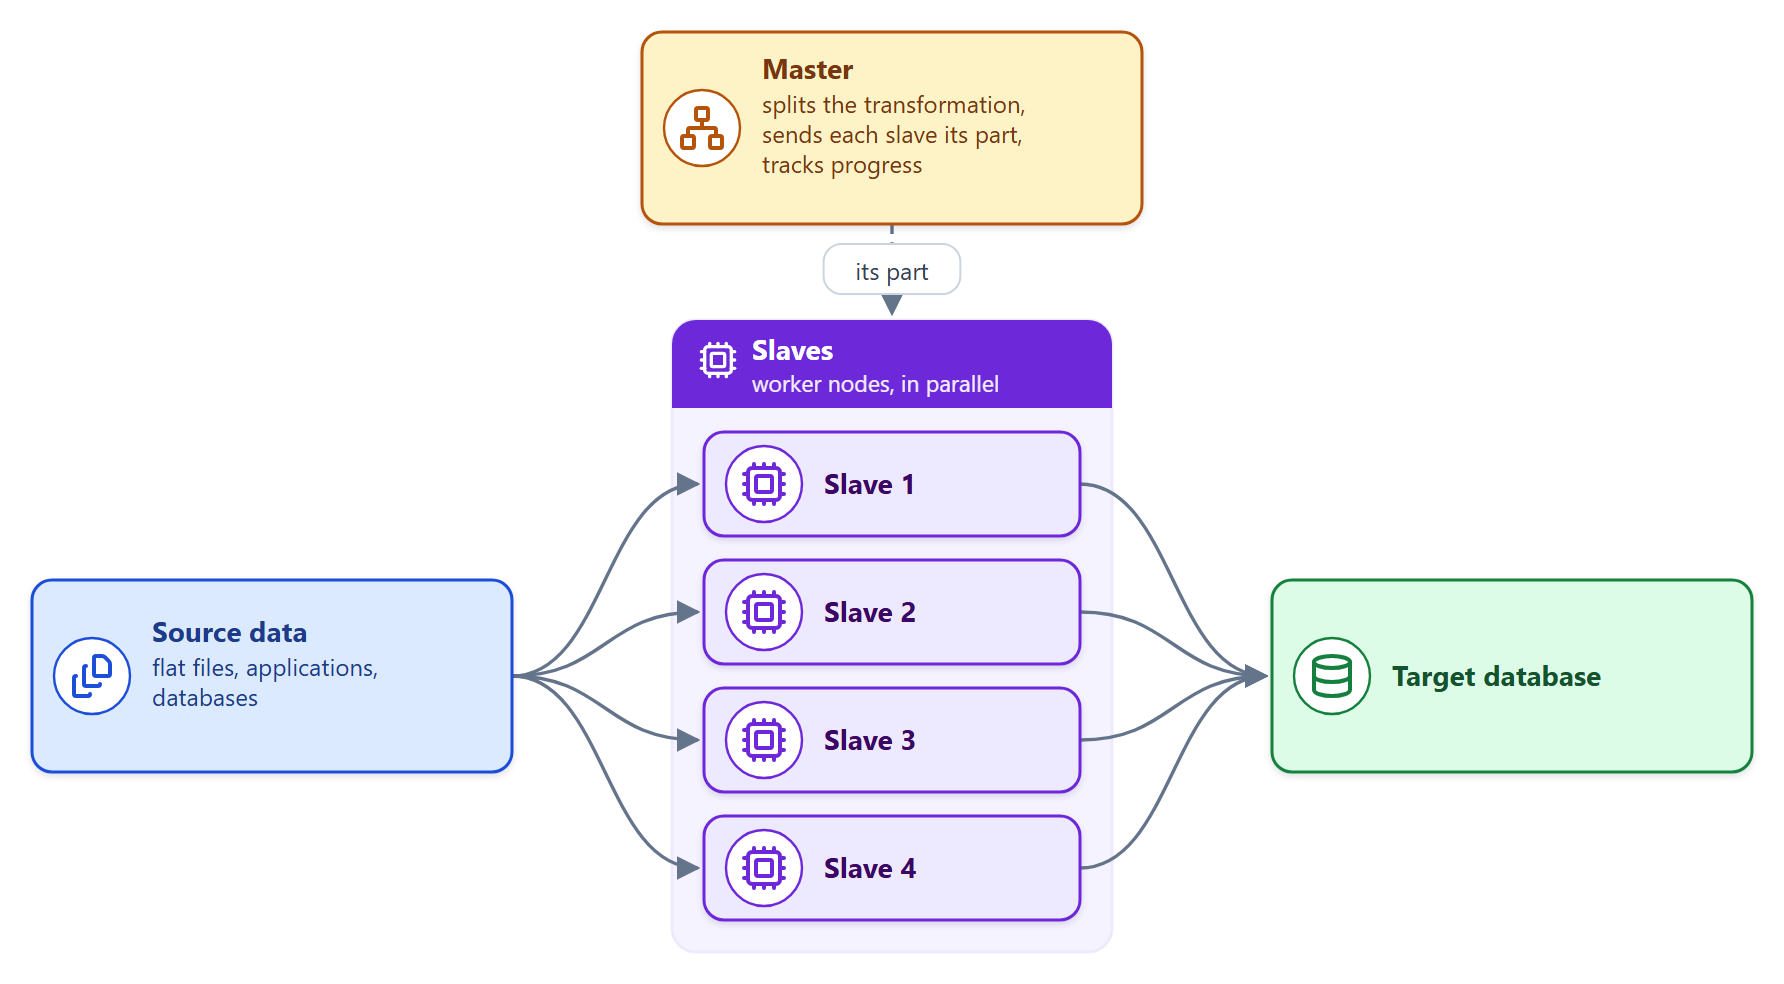 Master
splits the transformation,
sends each slave its part,
tracks progress
its part
Slaves
worker nodes, in parallel
Slave 1
Slave 2
Slave 3
Slave 4
Source data
flat files, applications,
databases
Target database